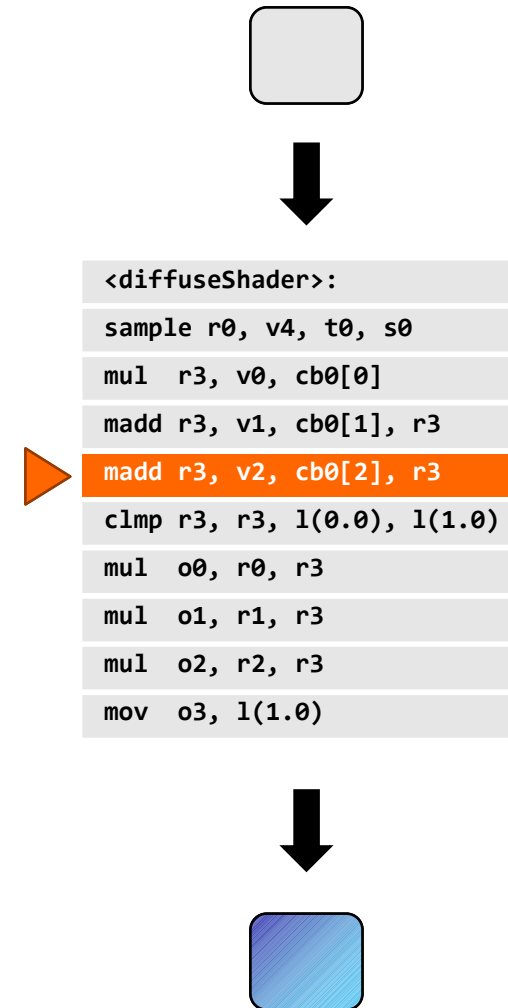 <diffuseShader>:
sample r0, v4, t0, s0
mul  r3, v0, cb0[0]
madd r3, v1, cb0[1], r3
madd r3, v2, cb0[2], r3
clmp r3, r3, l(0.0), l(1.0)
mul  o0, r0, r3
mul  o1, r1, r3
mul  o2, r2, r3
mov  o3, l(1.0)